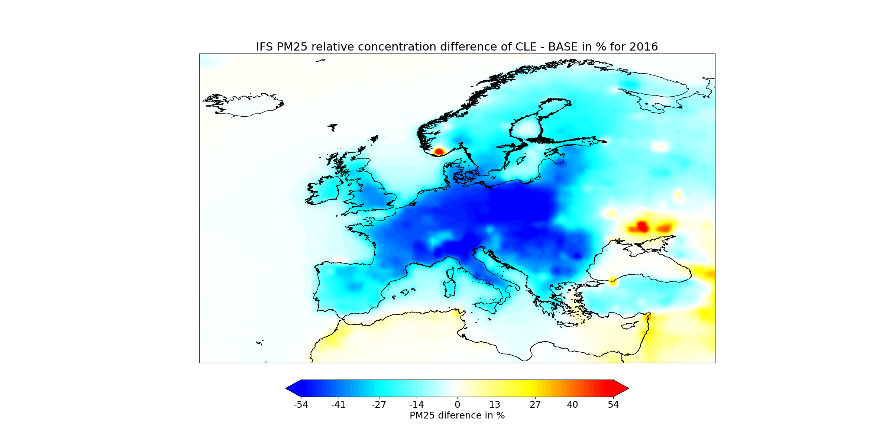 IFS PM25 relative concentration difference of CLE - BASE in % for 2016
-54 -41 -27 -14 0 13 27 40 54
PM25 diference in %